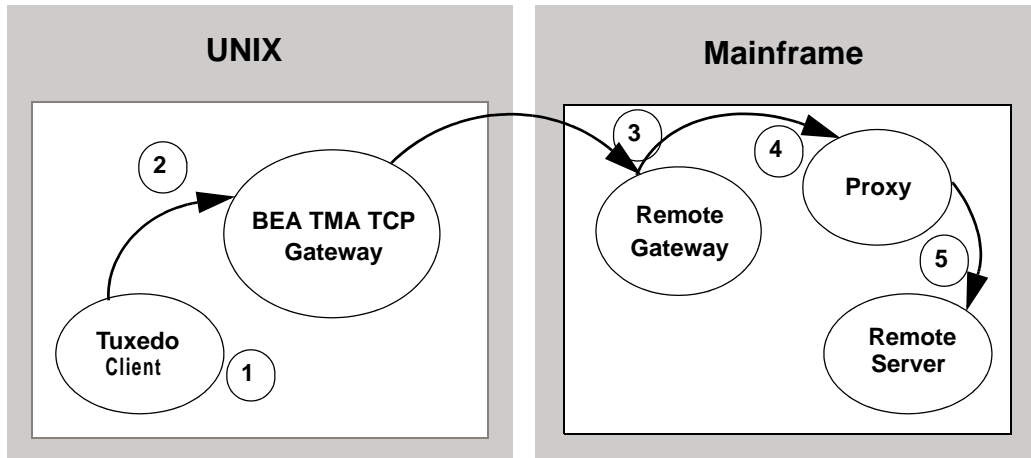 UNIX
2
BEA TMA TCP
Gateway
Tuxedo
Client
1
Mainframe
3
4
Remote
Gateway
Proxy
5
Remote
Server